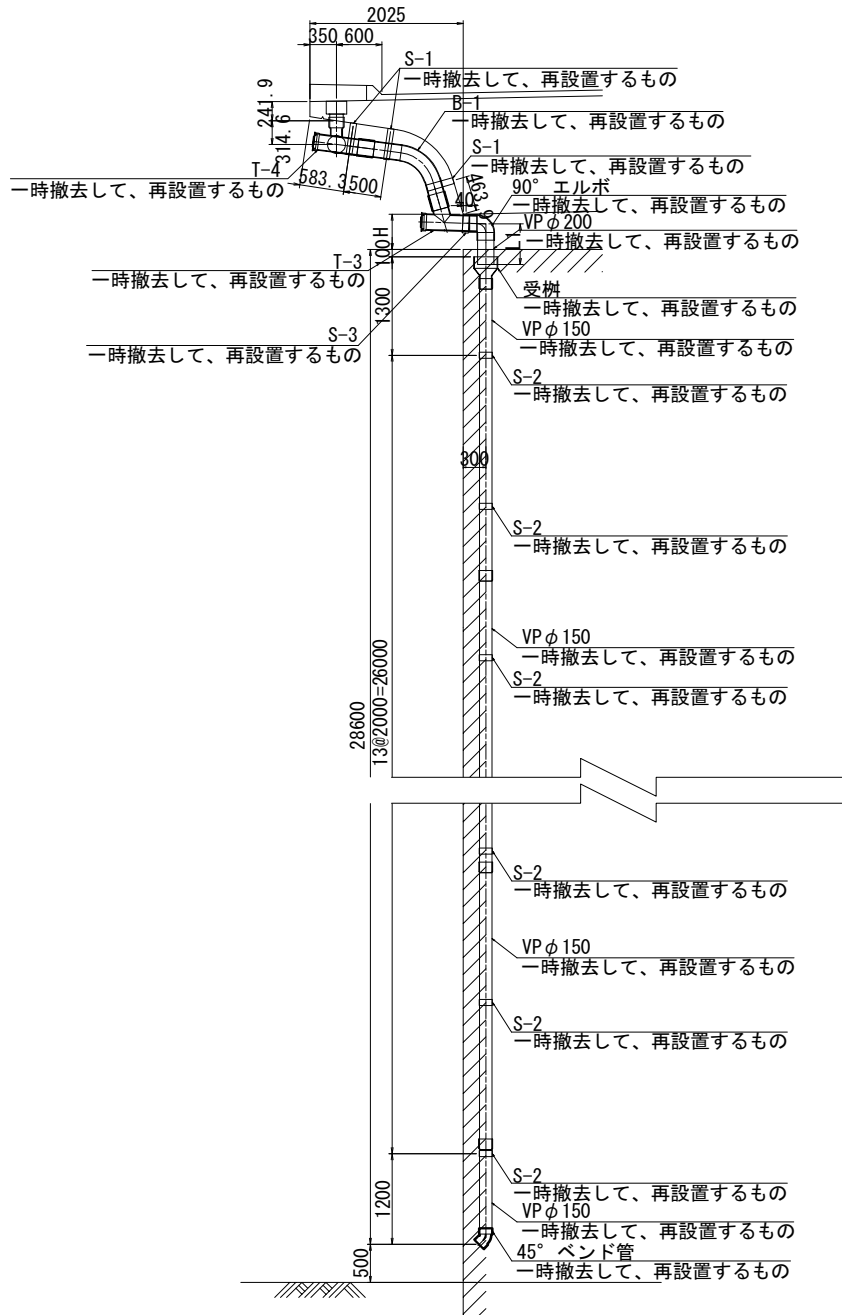 2025
350 600
S-1
一時撤去して、再設置するもの
241.9
B-1
一時撤去して、再設置するもの
314.6
S-1
一時撤去して、再設置するもの
T-4
一時撤去して、再設置するもの
583.3
500
463.9
40
90° エルボ
一時撤去して、再設置するもの
VPφ200
一時撤去して、再設置するもの
H
100
T-3
一時撤去して、再設置するもの
受桝
一時撤去して、再設置するもの
1300
VPφ150
一時撤去して、再設置するもの
S-3
一時撤去して、再設置するもの
S-2
一時撤去して、再設置するもの
300
S-2
一時撤去して、再設置するもの
VPφ150
一時撤去して、再設置するもの
S-2
一時撤去して、再設置するもの
28600
13@2000=26000
S-2
一時撤去して、再設置するもの
VPφ150
一時撤去して、再設置するもの
S-2
一時撤去して、再設置するもの
S-2
一時撤去して、再設置するもの
1200
VPφ150
一時撤去して、再設置するもの
45° ベンド管
一時撤去して、再設置するもの
500